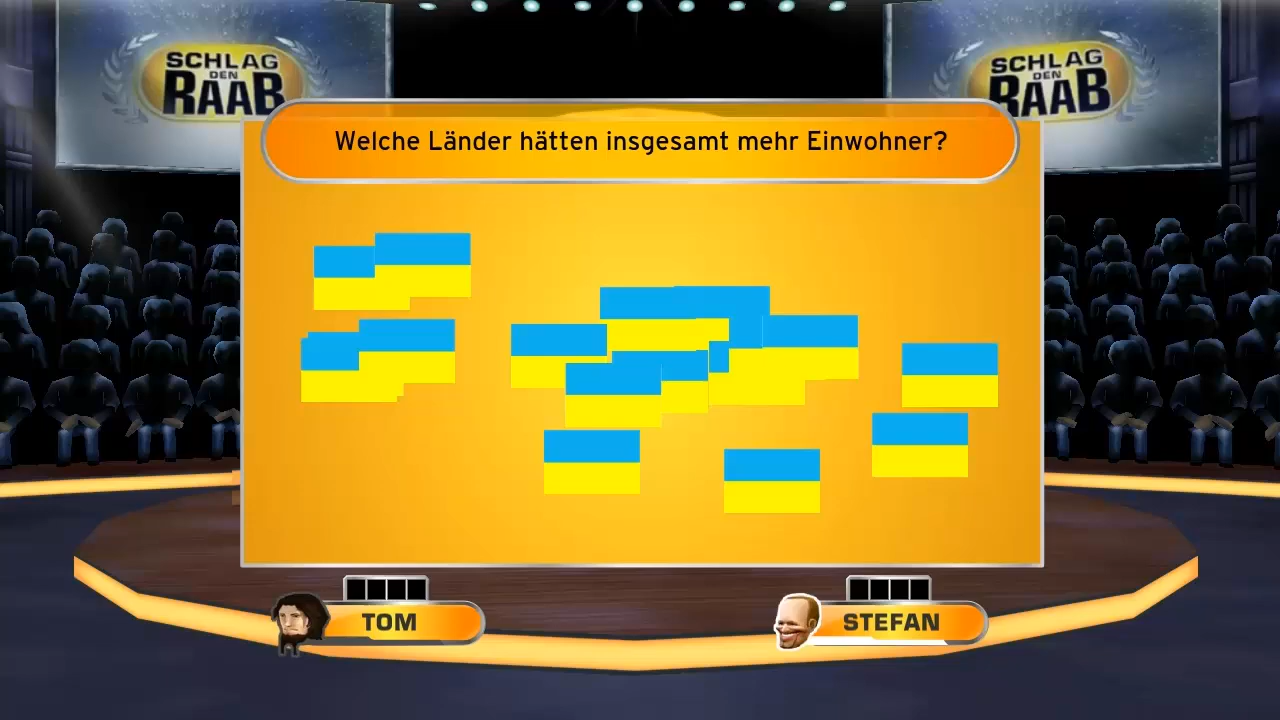 SCHLAG
DEN
RAAB
SCHLAG
DEN
RAAB
Welche Länder hätten insgesamt mehr Einwohner?
TOM
STEFAN